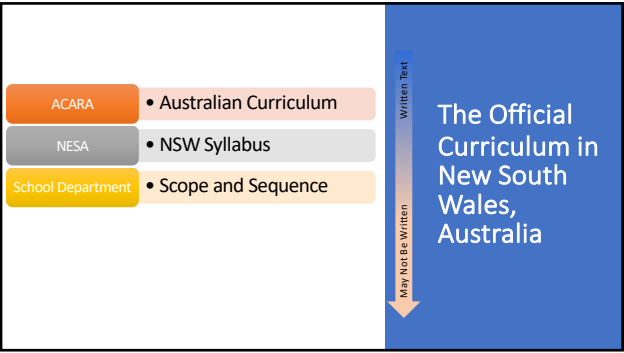 ACARA
• Australian Curriculum
NESA
• NSW Syllabus
School Department
• Scope and Sequence
Written Text
May Not Be Written
The Official
Curriculum in
New South
Wales,
Australia